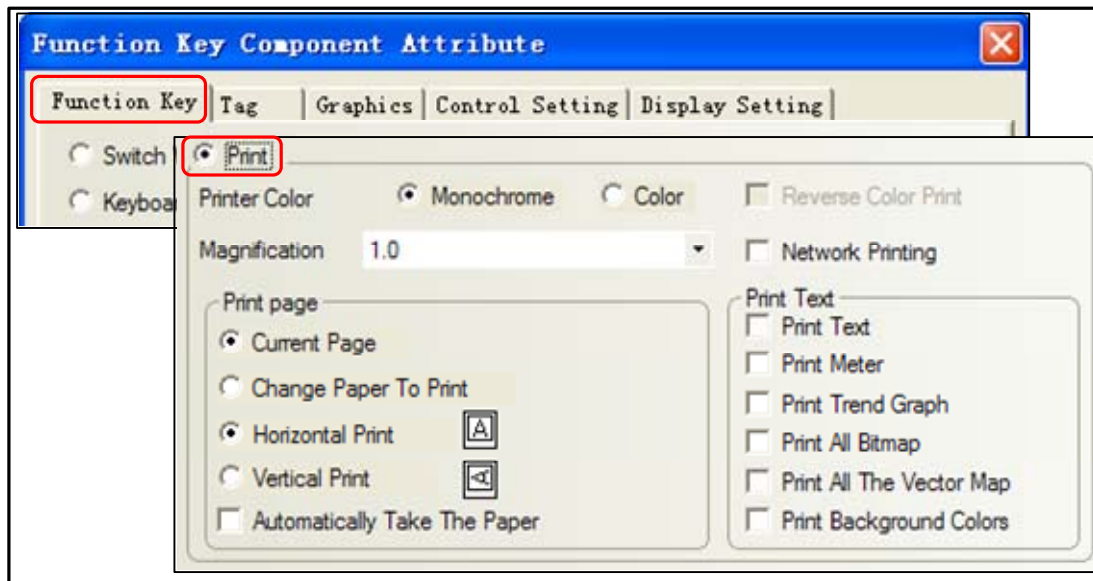 Function Key Component Attribute
Function Key Tag Graphics Control Setting Display Setting
Switch
Print
Printer Color Monochrome Color Reverse Color Print
Magnification 1.0 Network Printing
Print page
Current Page
Change Paper To Print
Horizontal Print A
Vertical Print A
Automatically Take The Paper
Print Text
Print Text
Print Meter
Print Trend Graph
Print All Bitmap
Print All The Vector Map
Print Background Colors